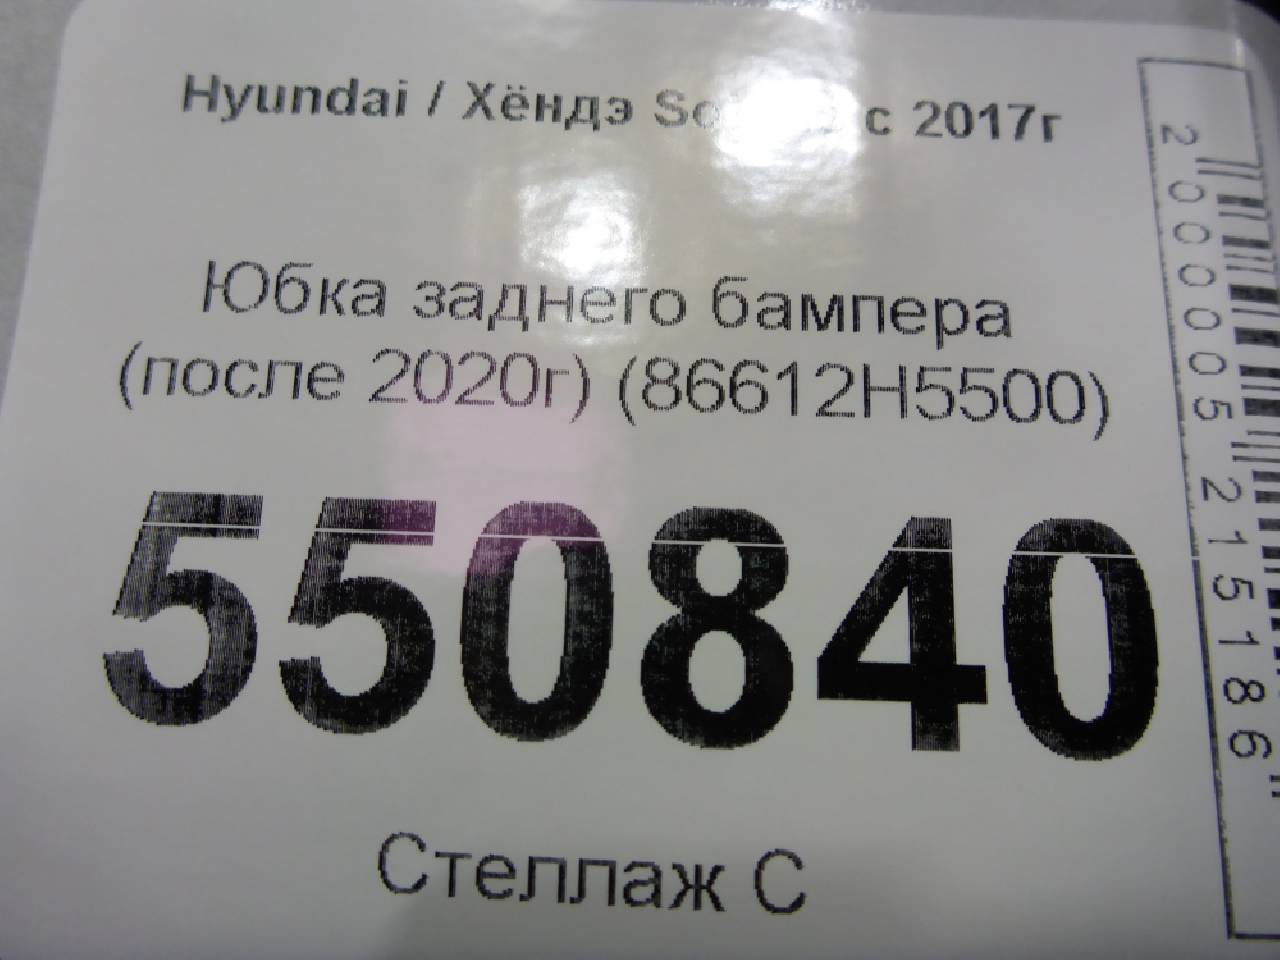 Hyundai / Хёндэ с 2017г
Юбка заднего бампера
(после 2020г) (86612H5500)
550840
Стеллаж С
2000005215186